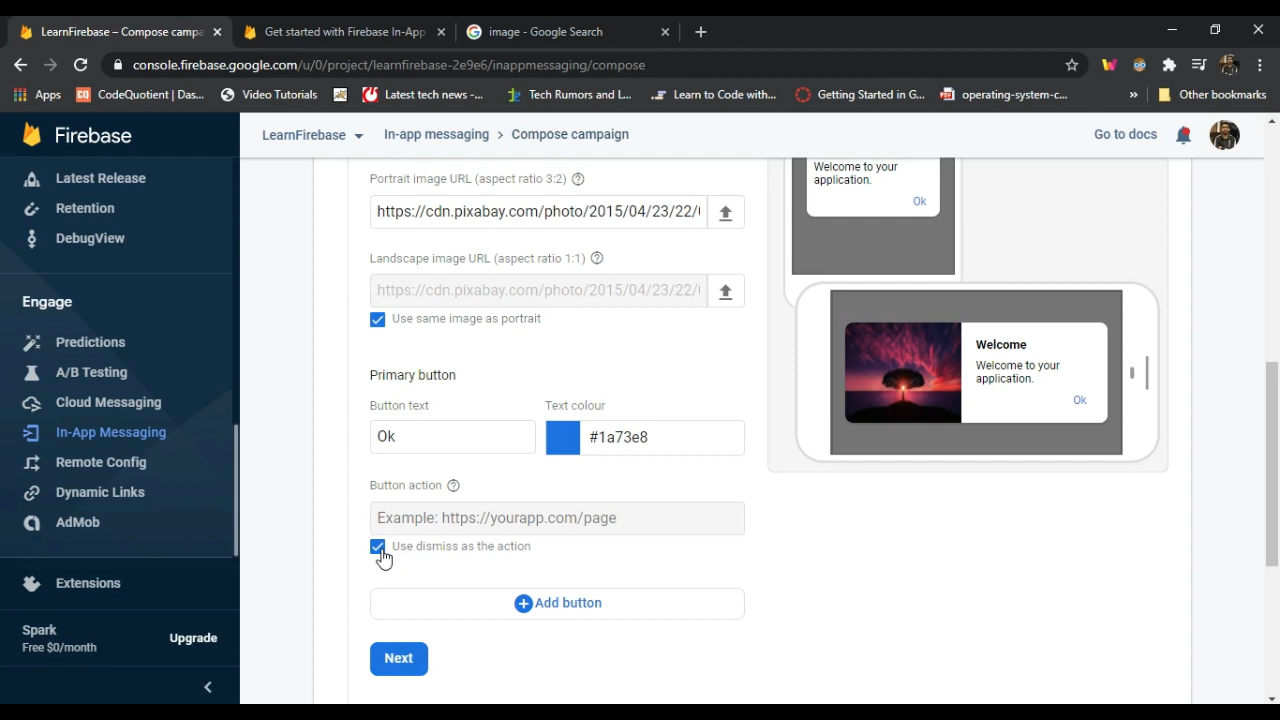 LearnFirebase – Compose campa
Get started with Firebase In-App
image - Google Search
console.firebase.google.com/u/0/project/learnfirebase-2e9e6/inappmessaging/compose
Apps
CodeQuotient | Das...
Video Tutorials
Latest tech news -...
Tech Rumors and L...
Learn to Code with...
Getting Started in G...
operating-system-c...
»
Other bookmarks
Firebase
LearnFirebase
In-app messaging > Compose campaign
Go to docs
Latest Release
Retention
DebugView
Engage
Predictions
A/B Testing
Cloud Messaging
In-App Messaging
Remote Config
Dynamic Links
AdMob
Extensions
Spark
Free $0/month
Upgrade
Portrait image URL (aspect ratio 3:2)
https://cdn.pixabay.com/photo/2015/04/23/22/
Landscape image URL (aspect ratio 1:1)
https://cdn.pixabay.com/photo/2015/04/23/22/
Use same image as portrait
Primary button
Button text
Text colour
Ok
#1a73e8
Button action
Example: https://yourapp.com/page
Use dismiss as the action
Add button
Next
Welcome to your
application.
Ok
Welcome
Welcome to your
application.
Ok